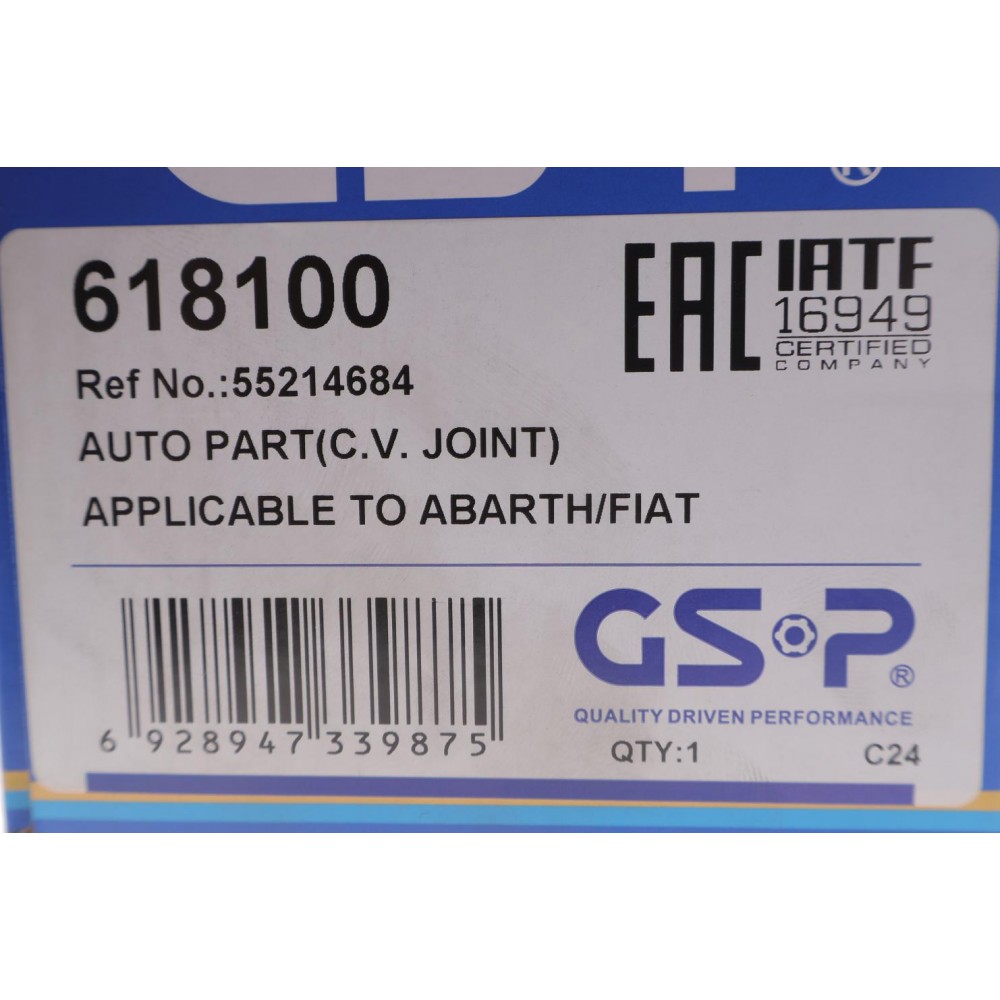 ®
618100
EAC
IATF
16949
CERTIFIED
COMPANY
Ref No.:55214684
AUTO PART(C.V. JOINT)
APPLICABLE TO ABARTH/FIAT
6 928947 339875
GS·P®
QUALITY DRIVEN PERFORMANCE
QTY:1
C24